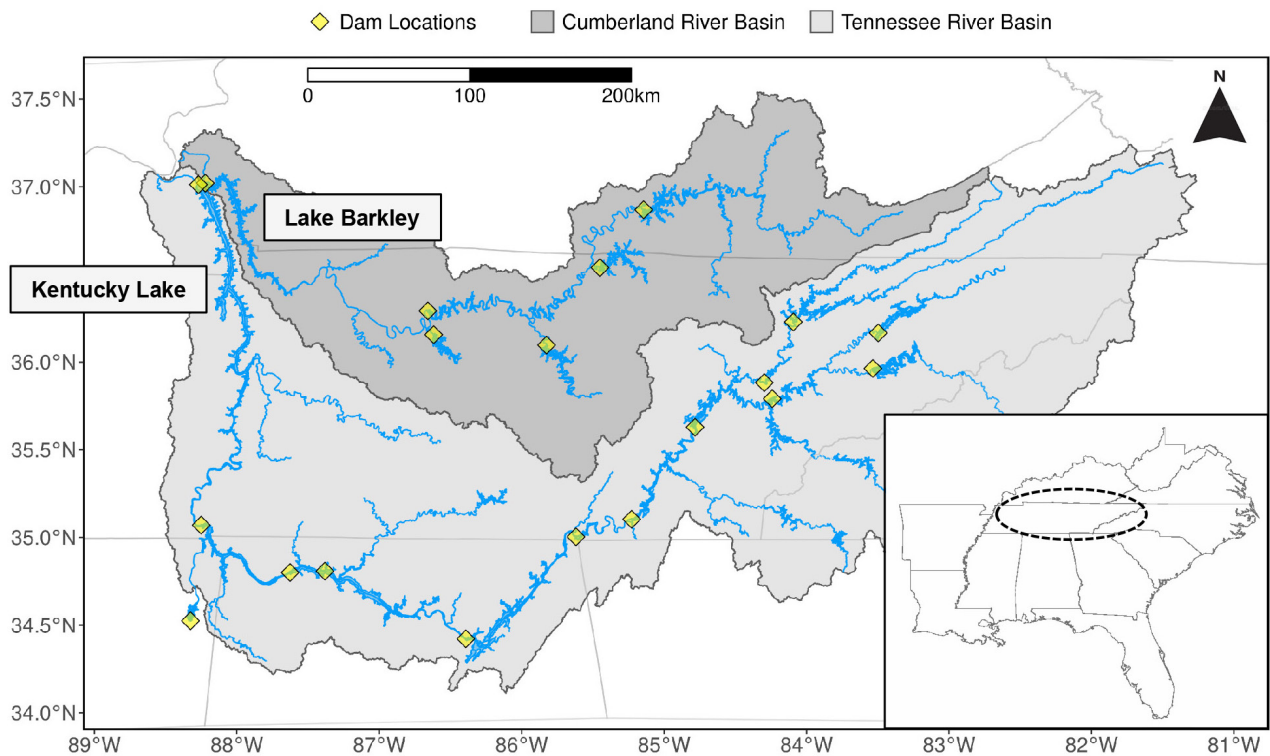 Dam Locations Cumberland River Basin Tennessee River Basin
0 100 200km
N
37.5°N
37.0°N
36.5°N
36.0°N
35.5°N
35.0°N
34.5°N
34.0°N
Lake Barkley
Kentucky Lake
89°W 88°W 87°W 86°W 85°W 84°W 83°W 82°W 81°W